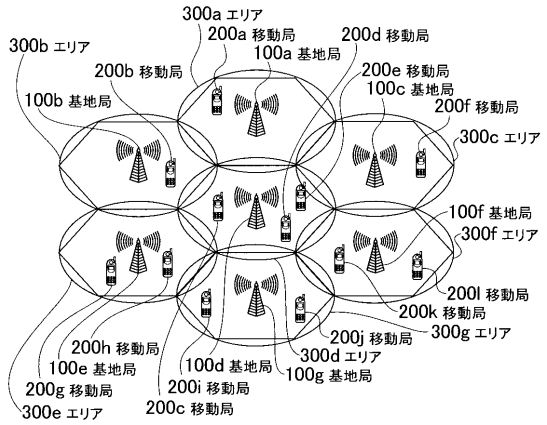 300a エリア
200a 移動局
100a 基地局
200d 移動局
300b エリア
200b 移動局
100b 基地局
200e 移動局
100c 基地局
200f 移動局
300c エリア
100f 基地局
300f エリア
200l 移動局
200k 移動局
200j 移動局
300g エリア
200h 移動局
100e 基地局
200g 移動局
300e エリア
100d 基地局
300d エリア
200i 移動局
100g 基地局
200c 移動局